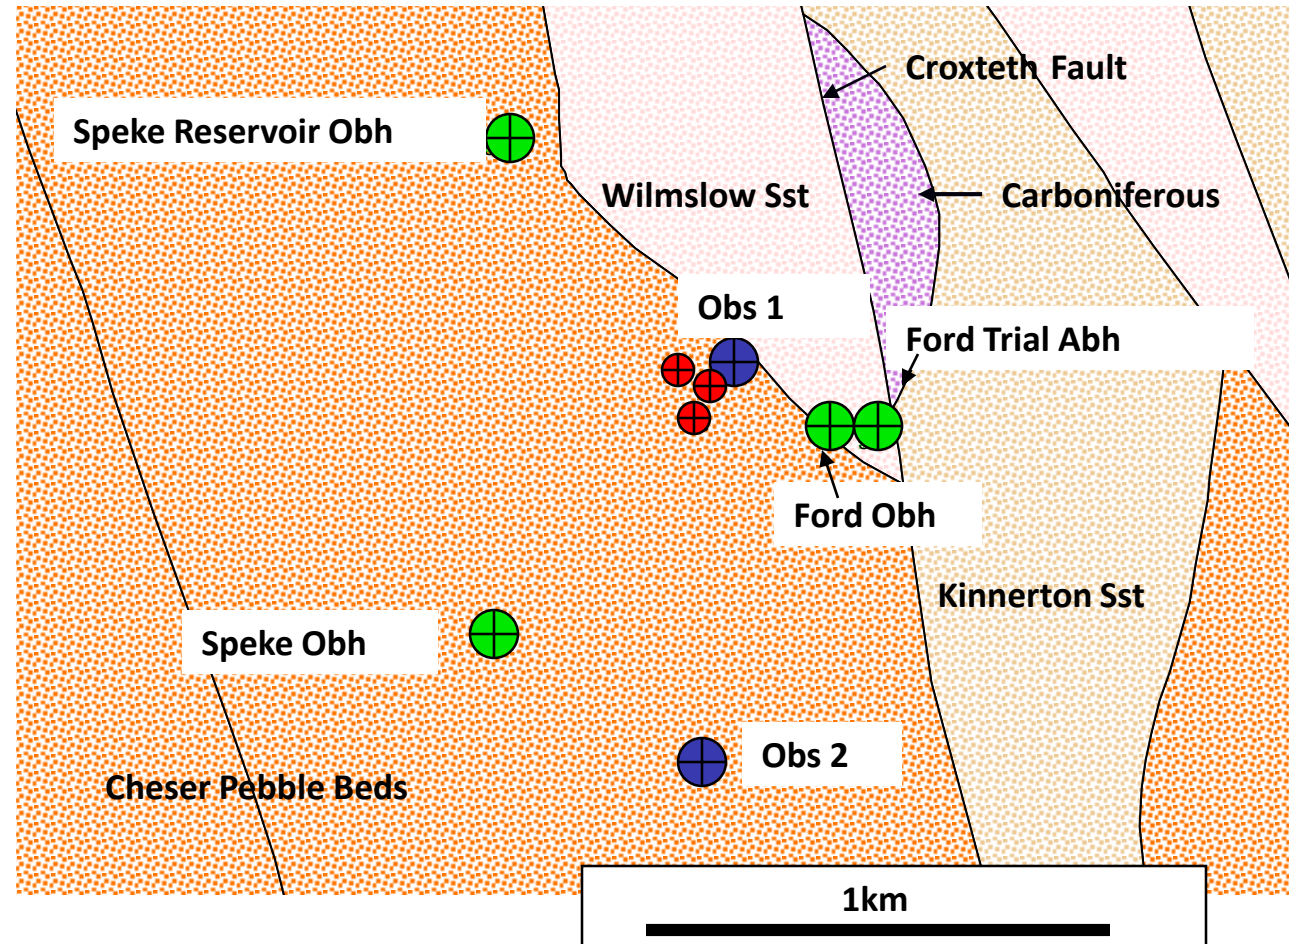 Croxteth Fault
Speke Reservoir Obh
Wilmslow Sst
Carboniferous
Obs 1
Ford Trial Abh
Ford Obh
Kinnerton Sst
Speke Obh
Obs 2
Cheser Pebble Beds
1km